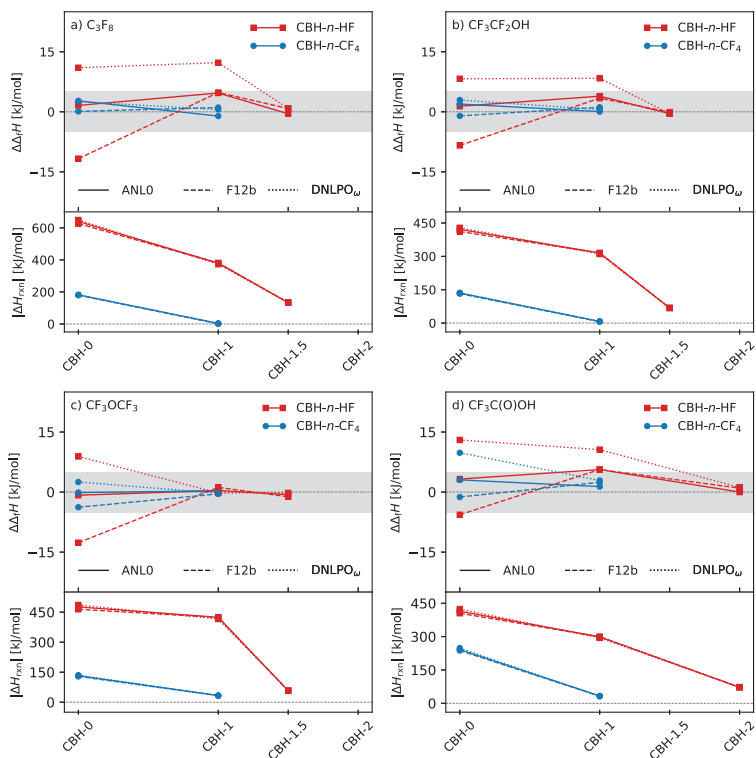 a) C₃F₈
CBH-n-HF
CBH-n-CF₄
ΔΔfH [kJ/mol]
15
0
−15
ANL0 F12b DNLPOω
|ΔHrxn| [kJ/mol]
600
400
200
0
CBH-0 CBH-1 CBH-1.5 CBH-2
b) CF₃CF₂OH
CBH-n-HF
CBH-n-CF₄
ΔΔfH [kJ/mol]
15
0
−15
ANL0 F12b DNLPOω
|ΔHrxn| [kJ/mol]
450
300
150
0
CBH-0 CBH-1 CBH-1.5 CBH-2
c) CF₃OCF₃
CBH-n-HF
CBH-n-CF₄
ΔΔfH [kJ/mol]
15
0
−15
ANL0 F12b DNLPOω
|ΔHrxn| [kJ/mol]
450
300
150
0
CBH-0 CBH-1 CBH-1.5 CBH-2
d) CF₃C(O)OH
CBH-n-HF
CBH-n-CF₄
ΔΔfH [kJ/mol]
15
0
−15
ANL0 F12b DNLPOω
|ΔHrxn| [kJ/mol]
450
300
150
0
CBH-0 CBH-1 CBH-1.5 CBH-2